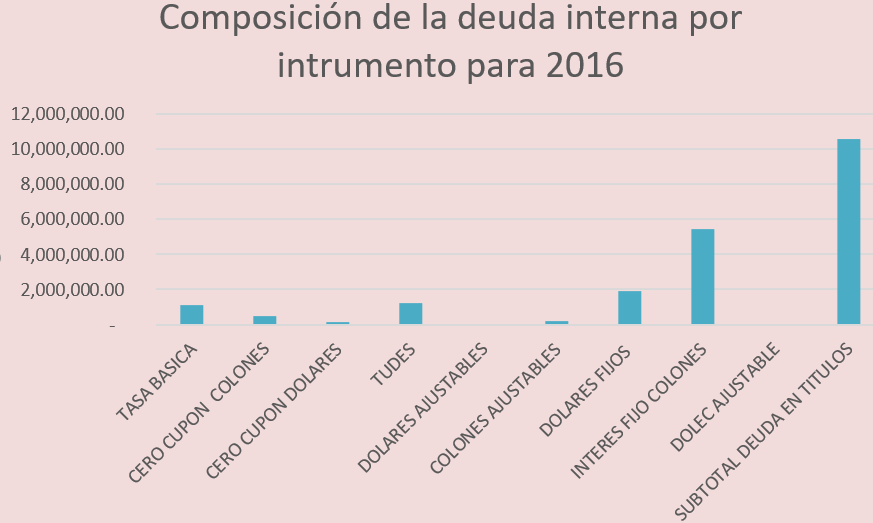 Composición de la deuda interna por
intrumento para 2016
12,000,000.00
10,000,000.00
8,000,000.00
6,000,000.00
4,000,000.00
2,000,000.00
-
TASA BASICA
CERO CUPON COLONES
CERO CUPON DOLARES
TUDES
DOLARES AJUSTABLES
COLONES AJUSTABLES
DOLARES FIJOS
INTERES FIJO COLONES
DOLEC AJUSTABLE
SUBTOTAL DEUDA EN TITULOS